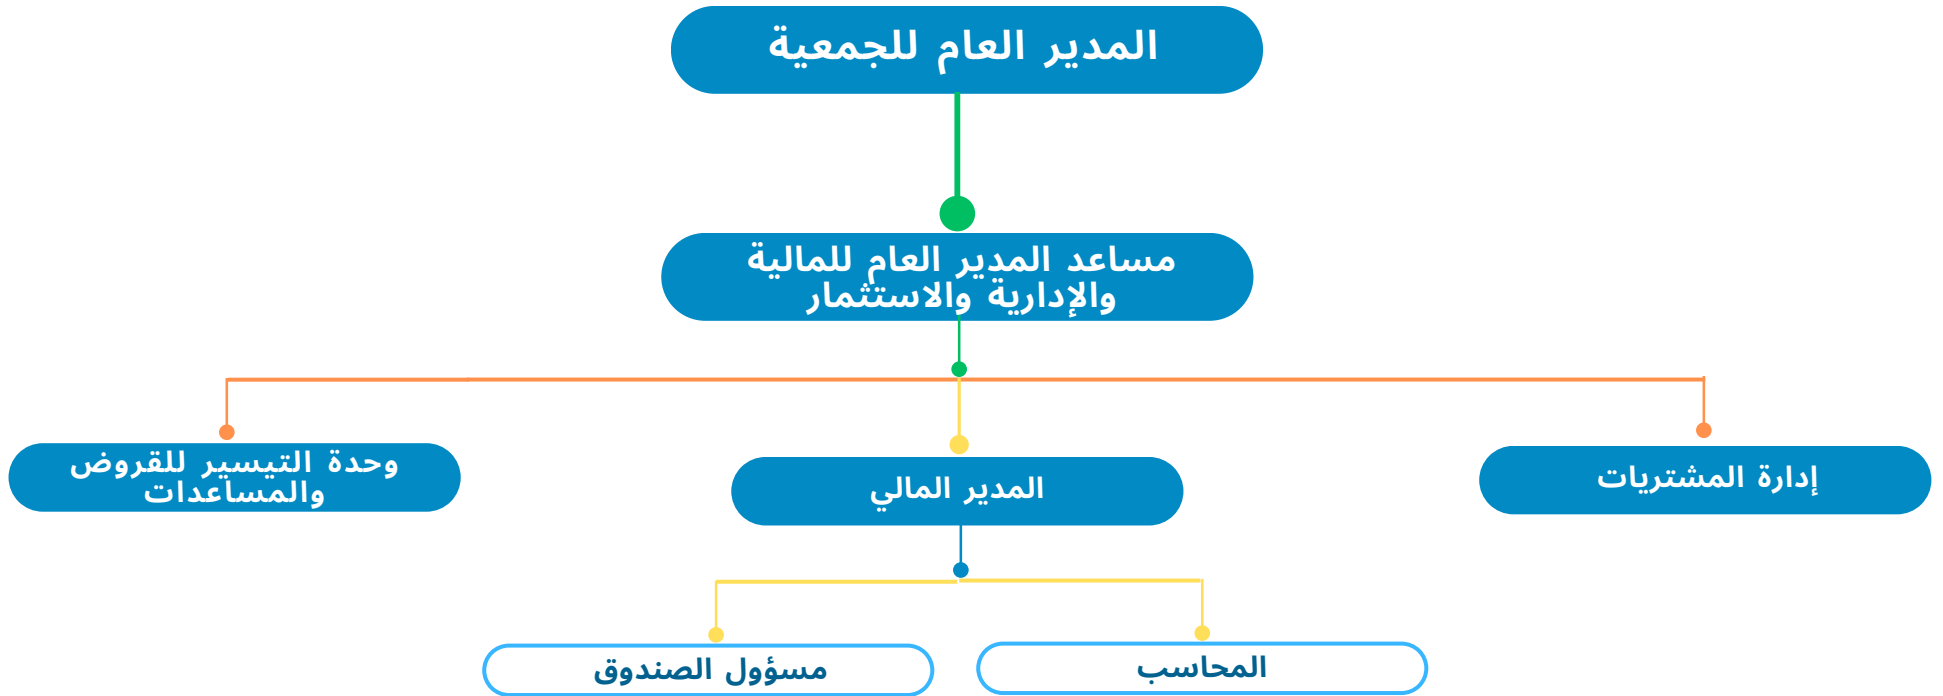 المدير العام للجمعية
مساعد المدير العام للمالية
والإدارية والاستثمار
إدارة المشتريات
المدير المالي
وحدة التيسير للقروض
والمساعدات
المحاسب
مسؤول الصندوق